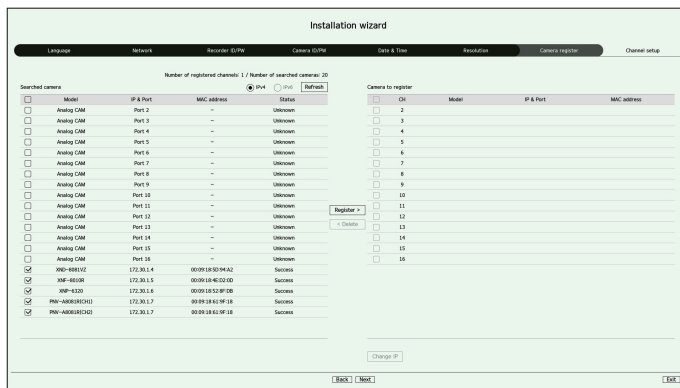 Installation wizard
Language Network Recorder ID/PW Camera ID/PW Date & Time Resolution Camera register Channel setup
Number of registered channels: 1 / Number of searched cameras: 20
Searched camera IPv4 IPv6 Refresh Camera to register
Model IP & Port MAC address Status CH Model IP & Port MAC address
Analog CAM Port 2 - Unknown 2
Analog CAM Port 3 - Unknown 3
Analog CAM Port 4 - Unknown 4
Analog CAM Port 5 - Unknown 5
Analog CAM Port 6 - Unknown 6
Analog CAM Port 7 - Unknown 7
Analog CAM Port 8 - Unknown 8
Analog CAM Port 9 - Unknown 9
Analog CAM Port 10 - Unknown 10
Analog CAM Port 11 - Unknown 11
Register >
Analog CAM Port 12 - Unknown 12
Analog CAM Port 13 - Unknown 13
< Delete
Analog CAM Port 14 - Unknown 14
Analog CAM Port 15 - Unknown 15
Analog CAM Port 16 - Unknown 16
XND-8081VZ 172.30.1.4 00:09:18:5D:94:A2 Success
XNF-8010R 172.30.1.5 00:09:18:4E:D2:0D Success
XNP-6320 172.30.1.6 00:09:18:52:8F:DB Success
PNV-A8081R(CH1) 172.30.1.7 00:09:18:61:9F:18 Success
PNV-A8081R(CH2) 172.30.1.7 00:09:18:61:9F:18 Success
Change IP
Back Next Exit